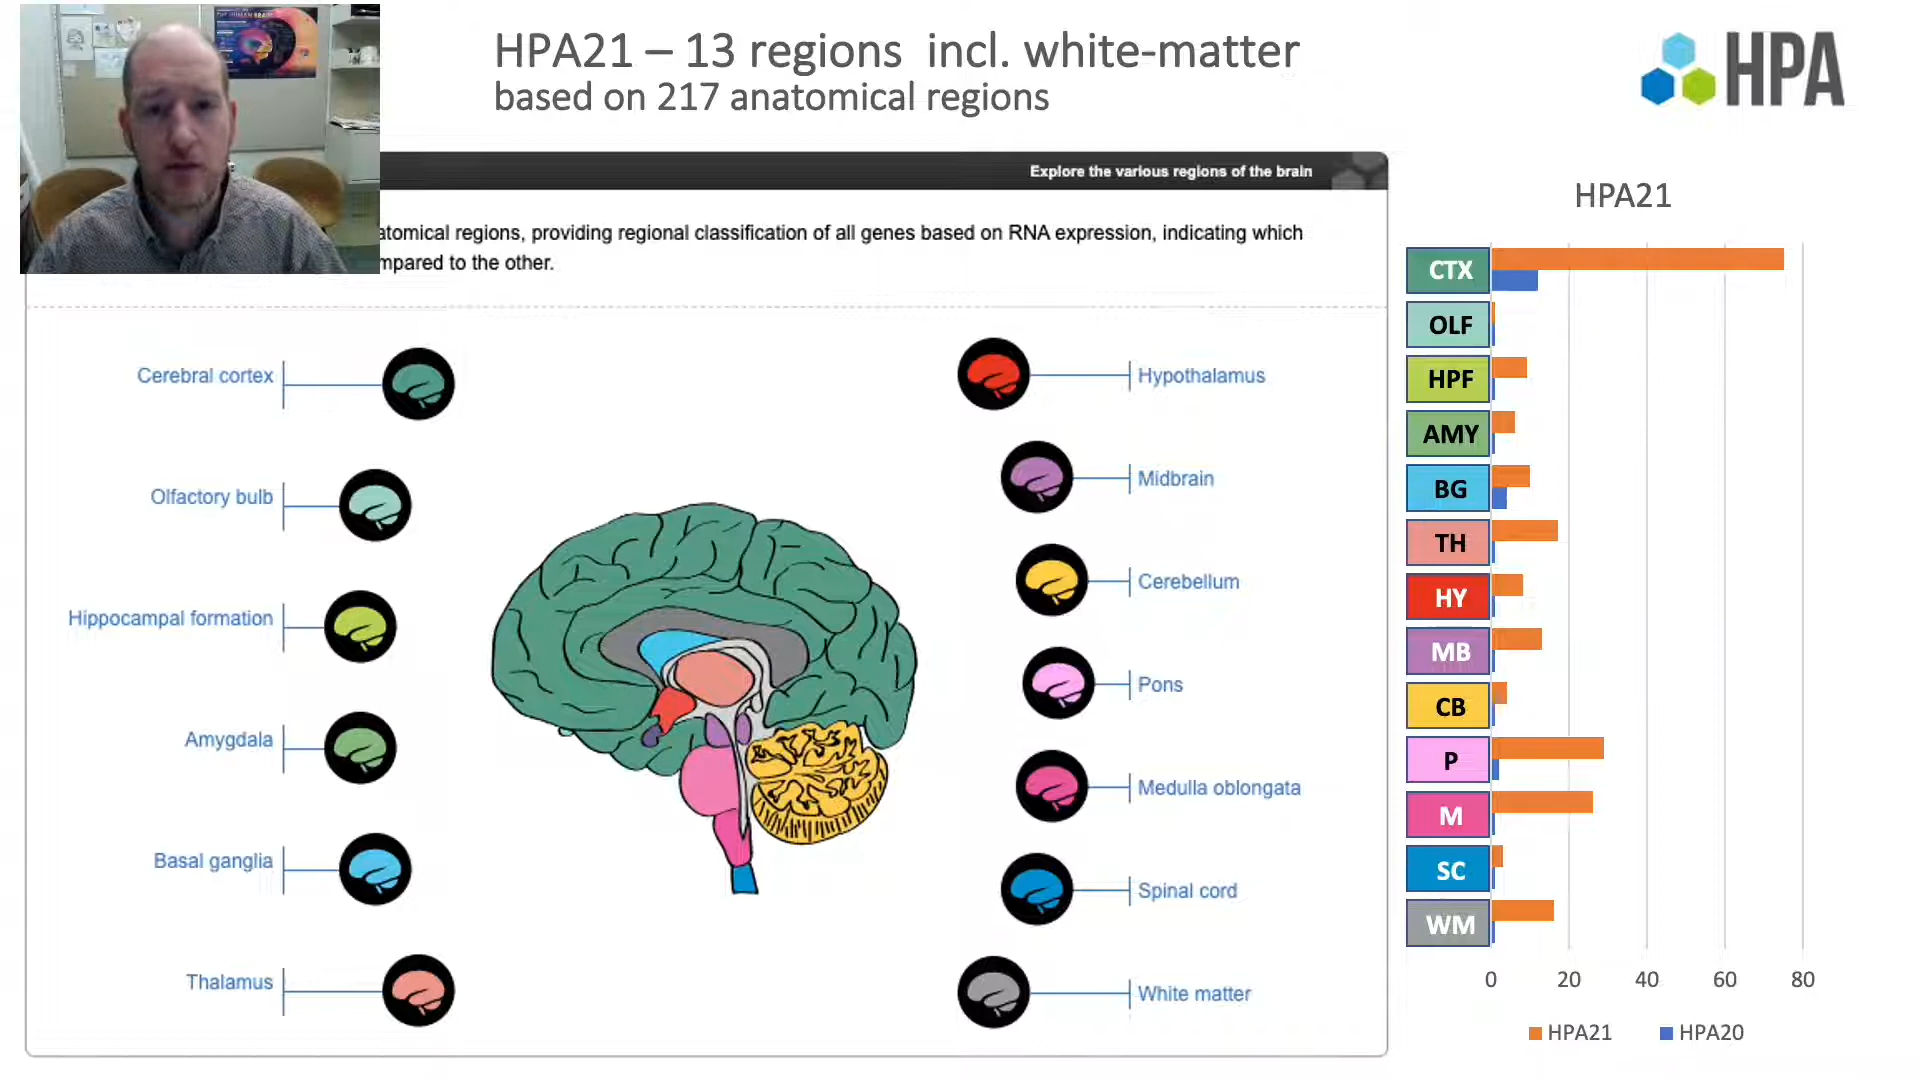 HPA21 – 13 regions incl. white-matter
based on 217 anatomical regions
HPA
Explore the various regions of the brain
atomical regions, providing regional classification of all genes based on RNA expression, indicating which
mpared to the other.
Cerebral cortex
Olfactory bulb
Hippocampal formation
Amygdala
Basal ganglia
Thalamus
Hypothalamus
Midbrain
Cerebellum
Pons
Medulla oblongata
Spinal cord
White matter
HPA21
CTX
OLF
HPF
AMY
BG
TH
HY
MB
CB
P
M
SC
WM
0 20 40 60 80
HPA21 HPA20